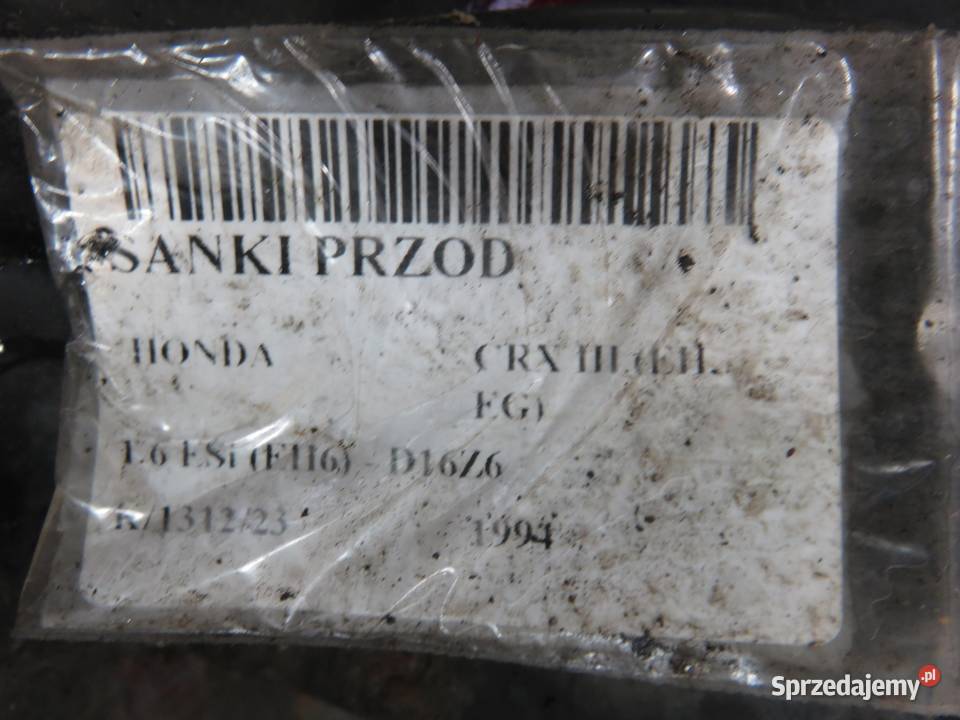 SANKI PRZOD
HONDA CRX III (EH,
EG)
1.6 ESi (EH6) D16Z6
K/1312/23 1994
Sprzedajemy.pl